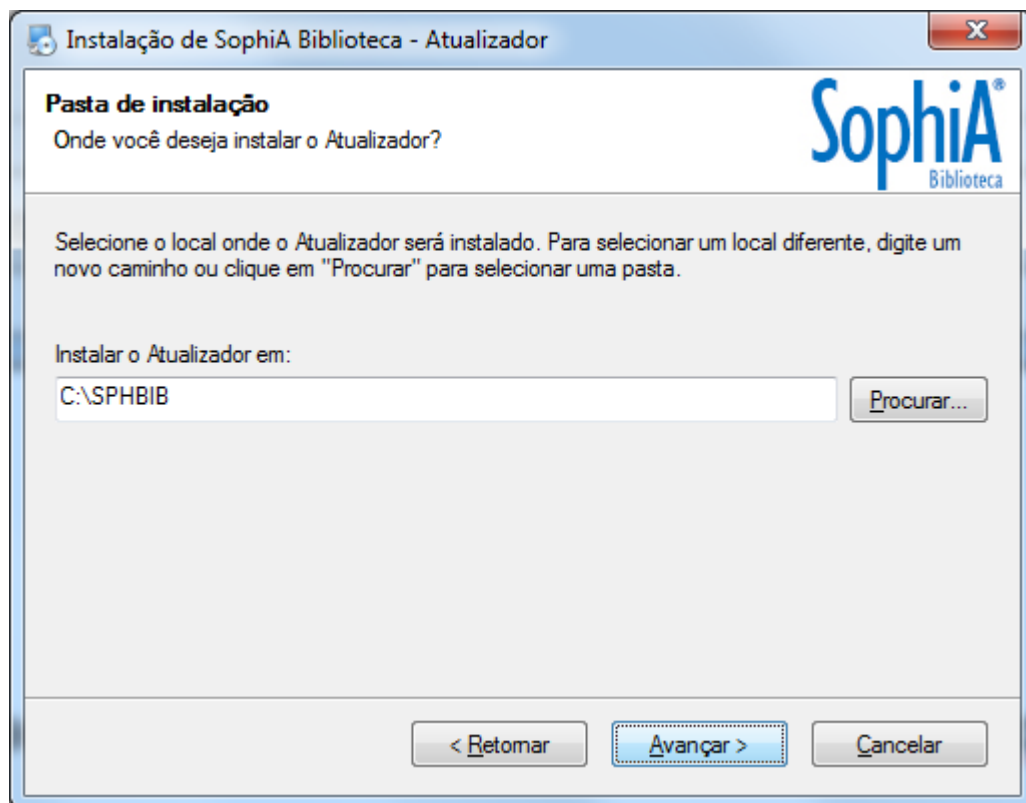 Instalação de SophiA Biblioteca - Atualizador
Pasta de instalação
Onde você deseja instalar o Atualizador?
SophiA®
Biblioteca
Selecione o local onde o Atualizador será instalado. Para selecionar um local diferente, digite um
novo caminho ou clique em "Procurar" para selecionar uma pasta.
Instalar o Atualizador em:
C:\SPHBIB
Procurar...
< Retornar
Avançar >
Cancelar